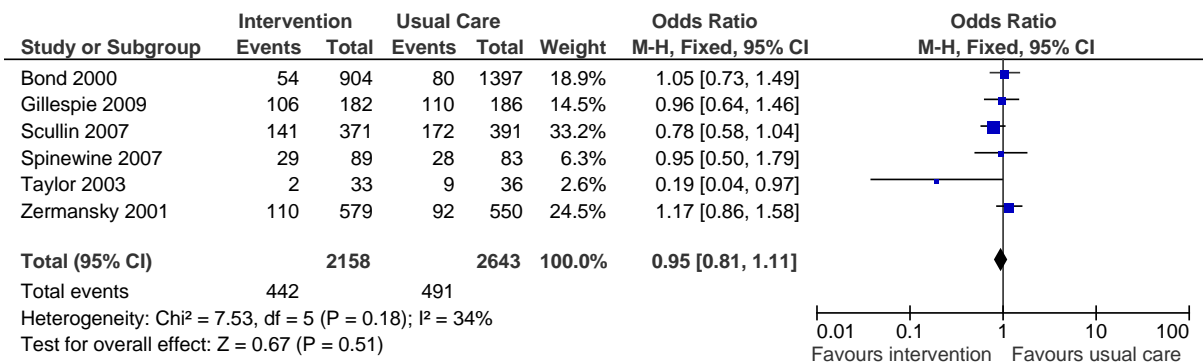 Intervention Usual Care Odds Ratio Odds Ratio
Study or Subgroup Events Total Events Total Weight M-H, Fixed, 95% CI M-H, Fixed, 95% CI
Bond 2000 54 904 80 1397 18.9% 1.05 [0.73, 1.49]
Gillespie 2009 106 182 110 186 14.5% 0.96 [0.64, 1.46]
Scullin 2007 141 371 172 391 33.2% 0.78 [0.58, 1.04]
Spinewine 2007 29 89 28 83 6.3% 0.95 [0.50, 1.79]
Taylor 2003 2 33 9 36 2.6% 0.19 [0.04, 0.97]
Zermansky 2001 110 579 92 550 24.5% 1.17 [0.86, 1.58]
Total (95% CI) 2158 2643 100.0% 0.95 [0.81, 1.11]
Total events 442 491
Heterogeneity: Chi² = 7.53, df = 5 (P = 0.18); I² = 34%
Test for overall effect: Z = 0.67 (P = 0.51)
0.01 0.1 1 10 100
Favours intervention Favours usual care